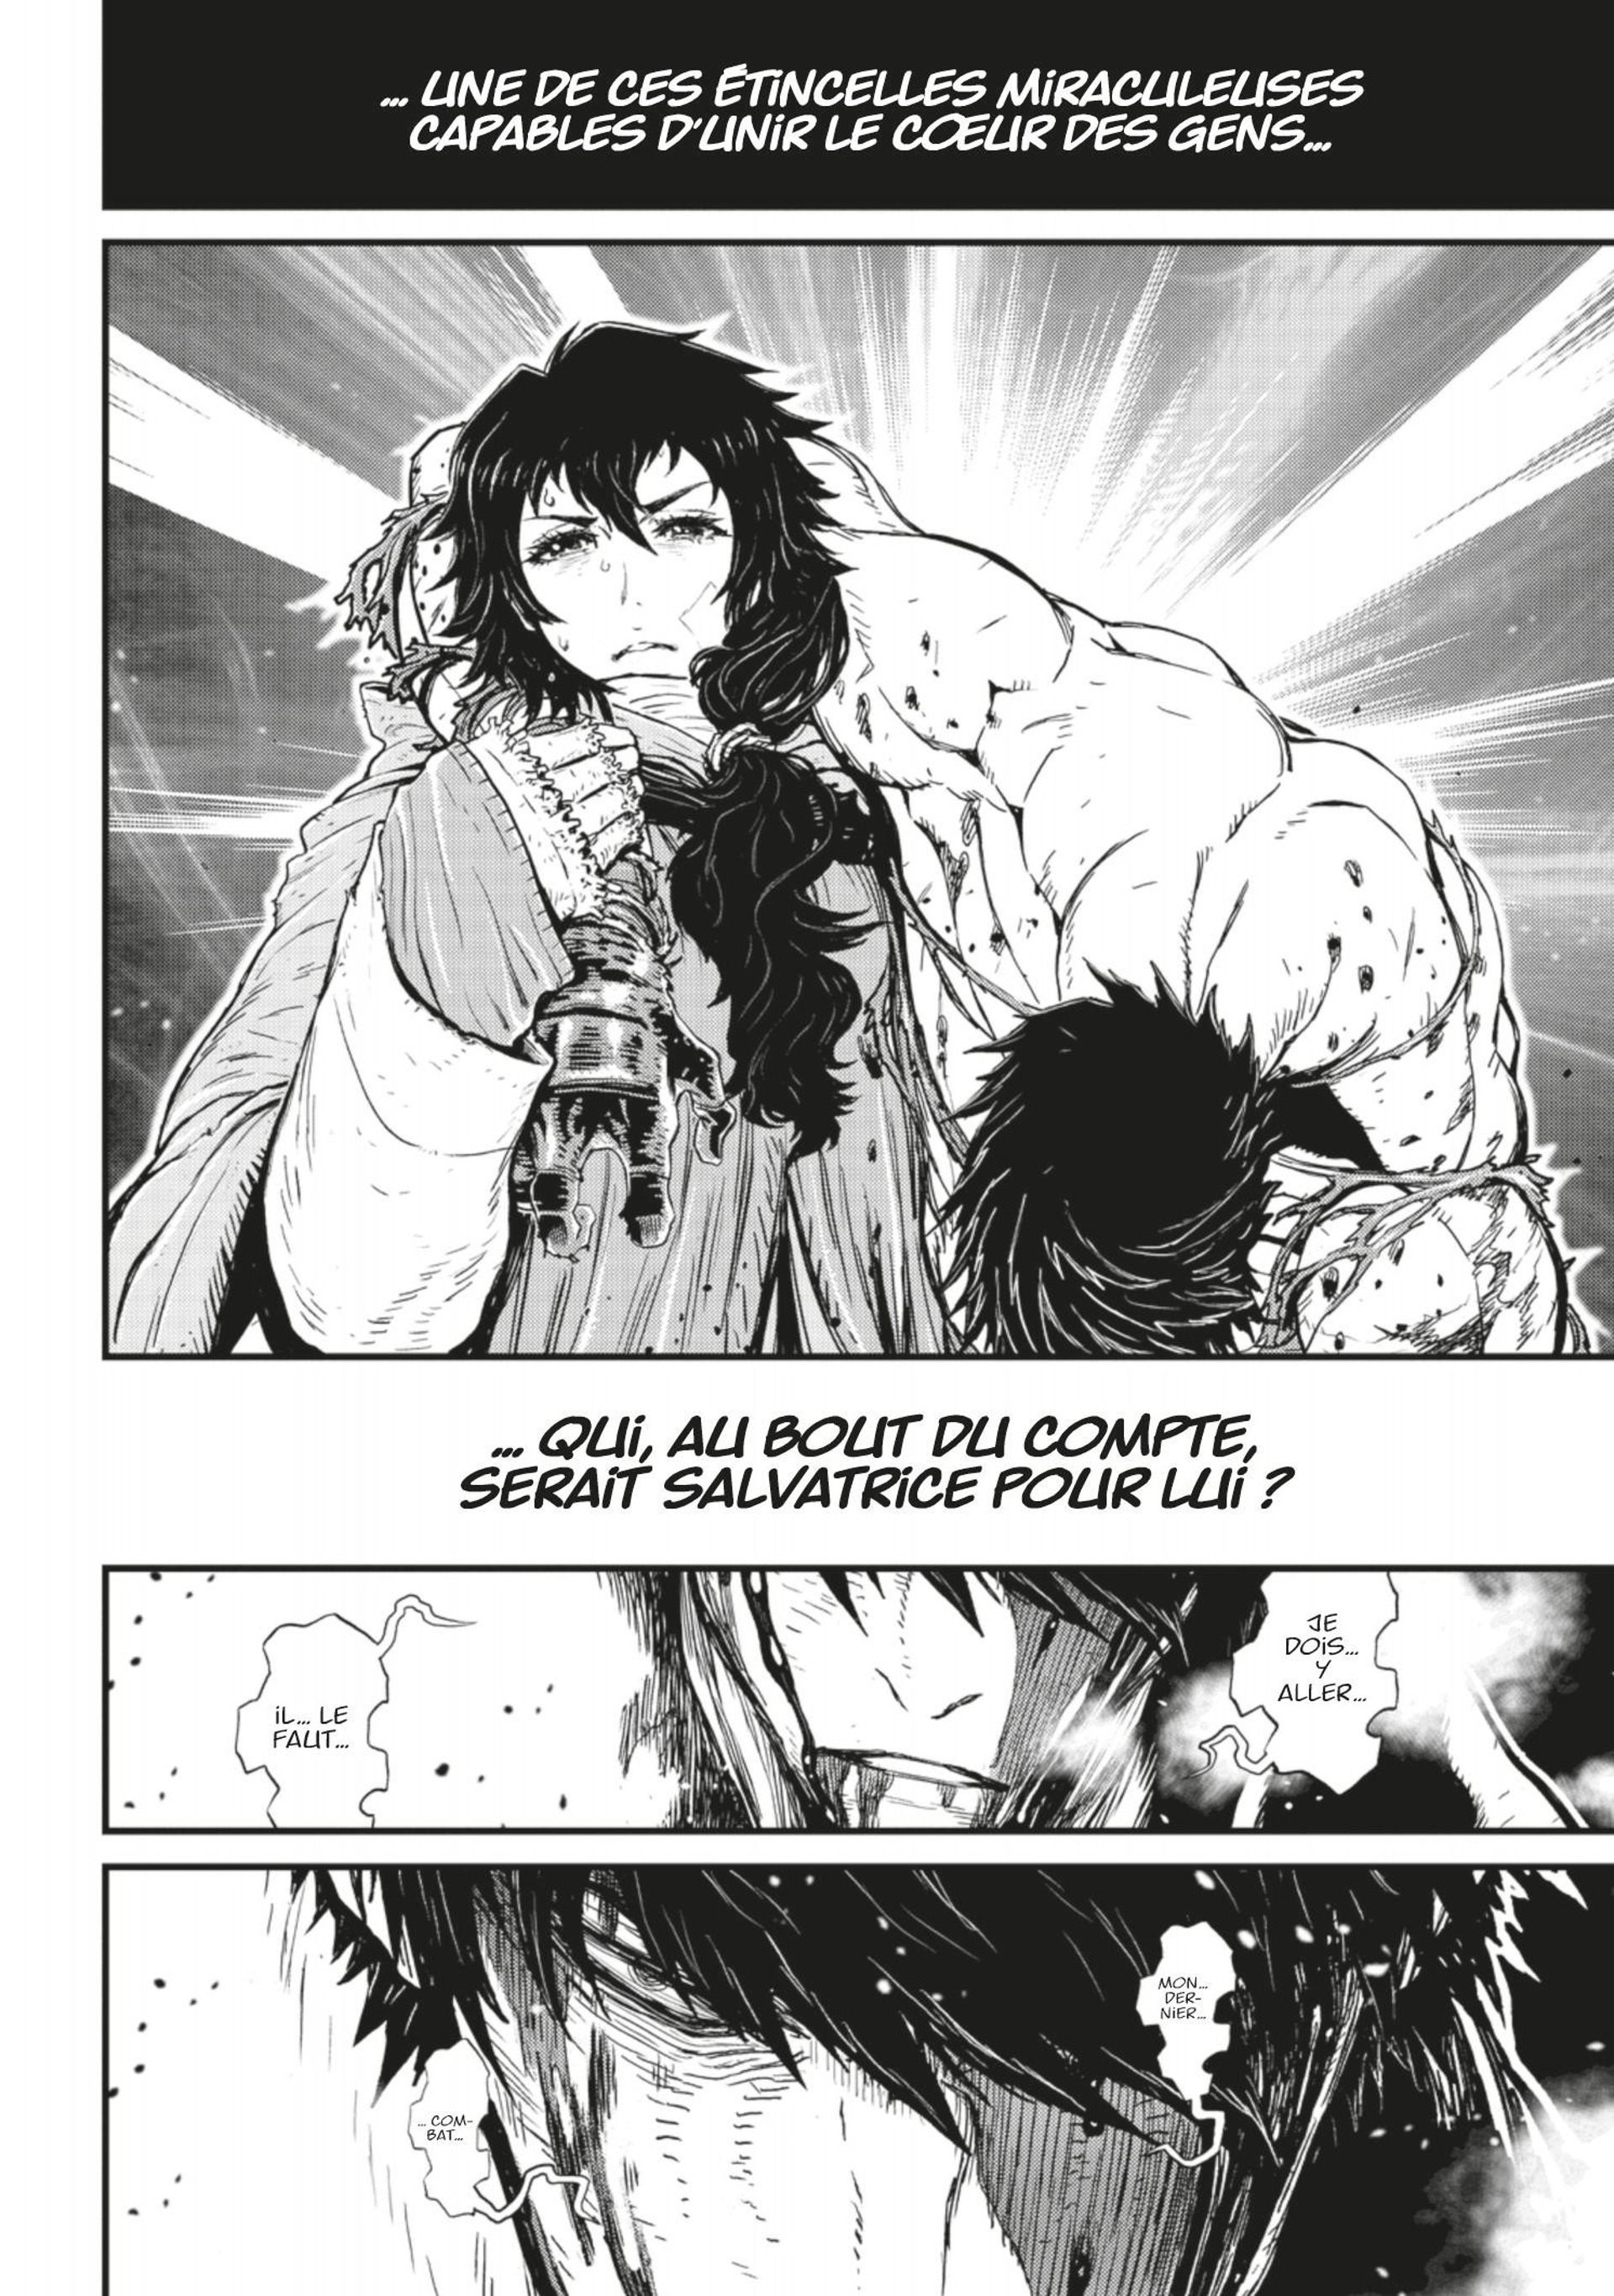 ... UNE DE CES ÉTINCELLES MIRACULEUSES
CAPABLES D'UNIR LE CŒUR DES GENS...
... QUI, AU BOUT DU COMPTE,
SERAIT SALVATRICE POUR LUI ?
JE
DOIS...
Y
ALLER...
IL... LE
FAUT...
MON...
DER-
NIER...
... COM-
BAT...